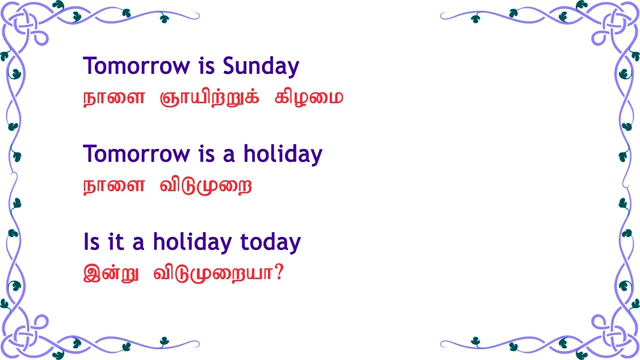 Tomorrow is Sunday
நாளை ஞாயிற்றுக் கிழமை
Tomorrow is a holiday
நாளை விடுமுறை
Is it a holiday today
இன்று விடுமுறையா?